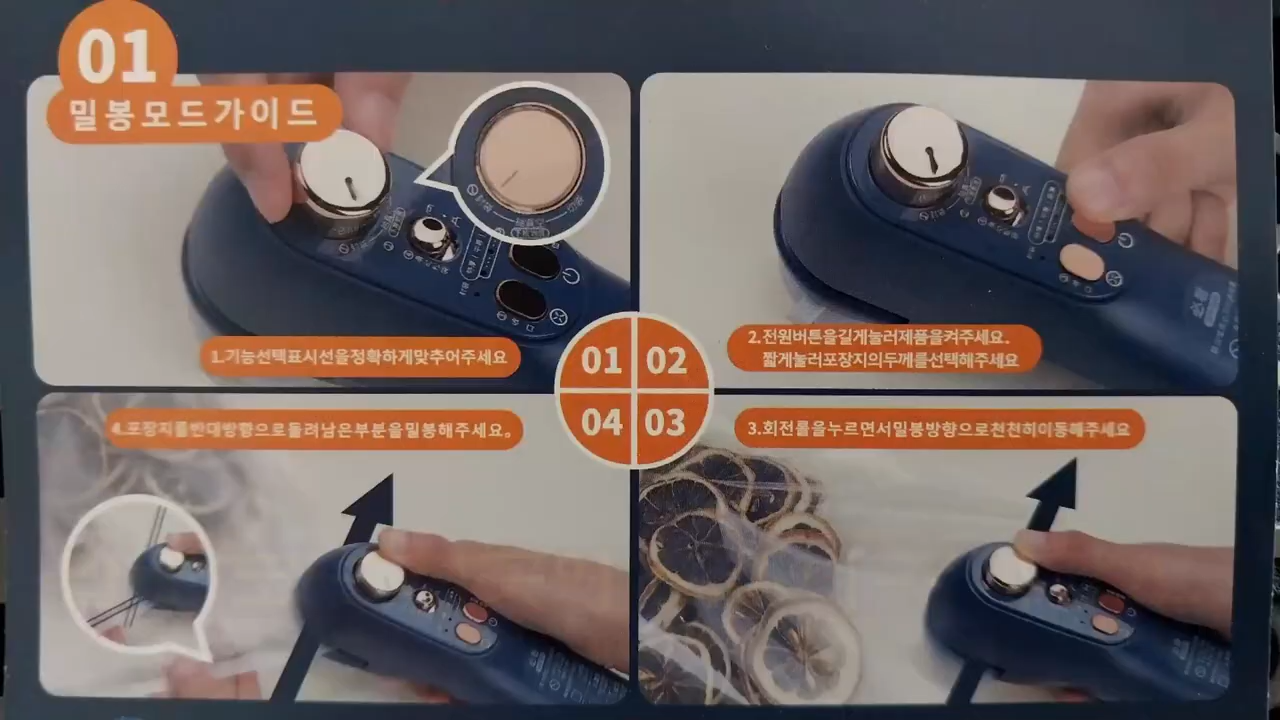 01
밀봉모드가이드
1.기능선택표시선을정확하게맞추어주세요
2.전원버튼을길게눌러제품을켜주세요.
짧게눌러포장지의두께를선택해주세요
01
02
04
03
4.포장지를반대방향으로돌려남은부분을밀봉해주세요。
3.회전롤을누르면서밀봉방향으로천천히이동해주세요